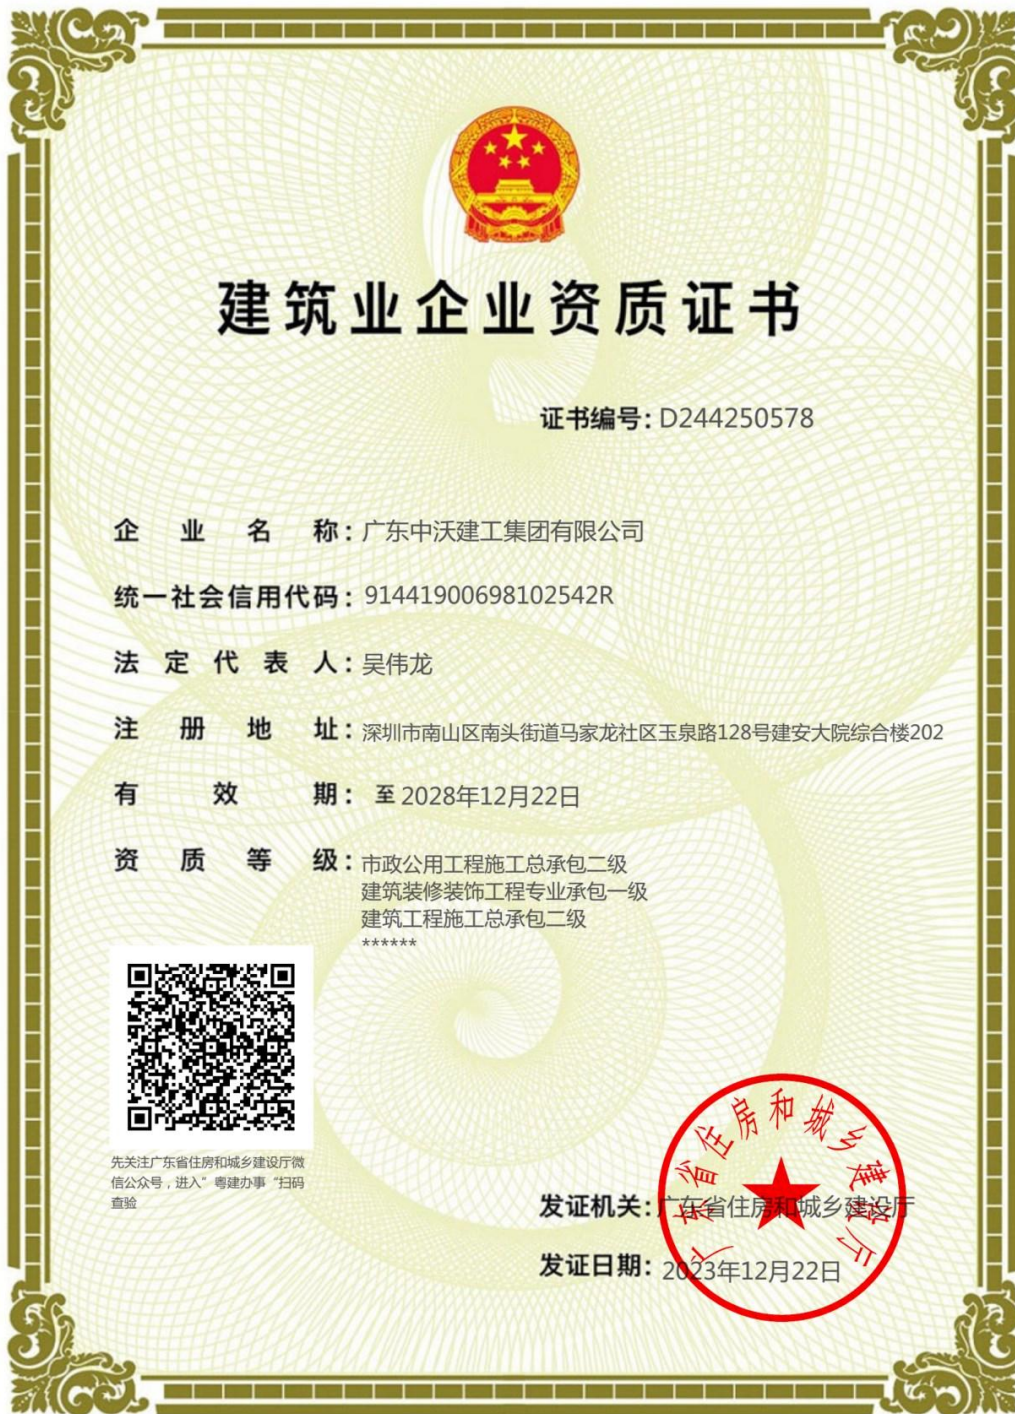 建筑业企业资质证书
证书编号：D244250578
企业名称：广东中沃建工集团有限公司
统一社会信用代码：91441900698102542R
法定代表人：吴伟龙
注册地址：深圳市南山区南头街道马家龙社区玉泉路128号建安大院综合楼202
有效期：至2028年12月22日
资质等级：市政公用工程施工总承包二级
建筑装修装饰工程专业承包一级
建筑工程施工总承包二级
******
先关注广东省住房和城乡建设厅微
信公众号，进入”粤建办事“扫码
查验
发证机关：广东省住房和城乡建设厅
发证日期：2023年12月22日
广东省住房和城乡建设厅